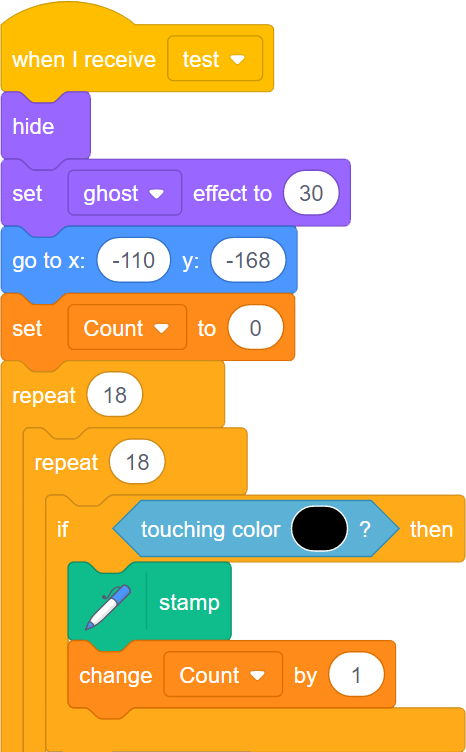 when I receive test
hide
set ghost effect to 30
go to x: -110 y: -168
set Count to 0
repeat 18
repeat 18
if touching color ? then
stamp
change Count by 1